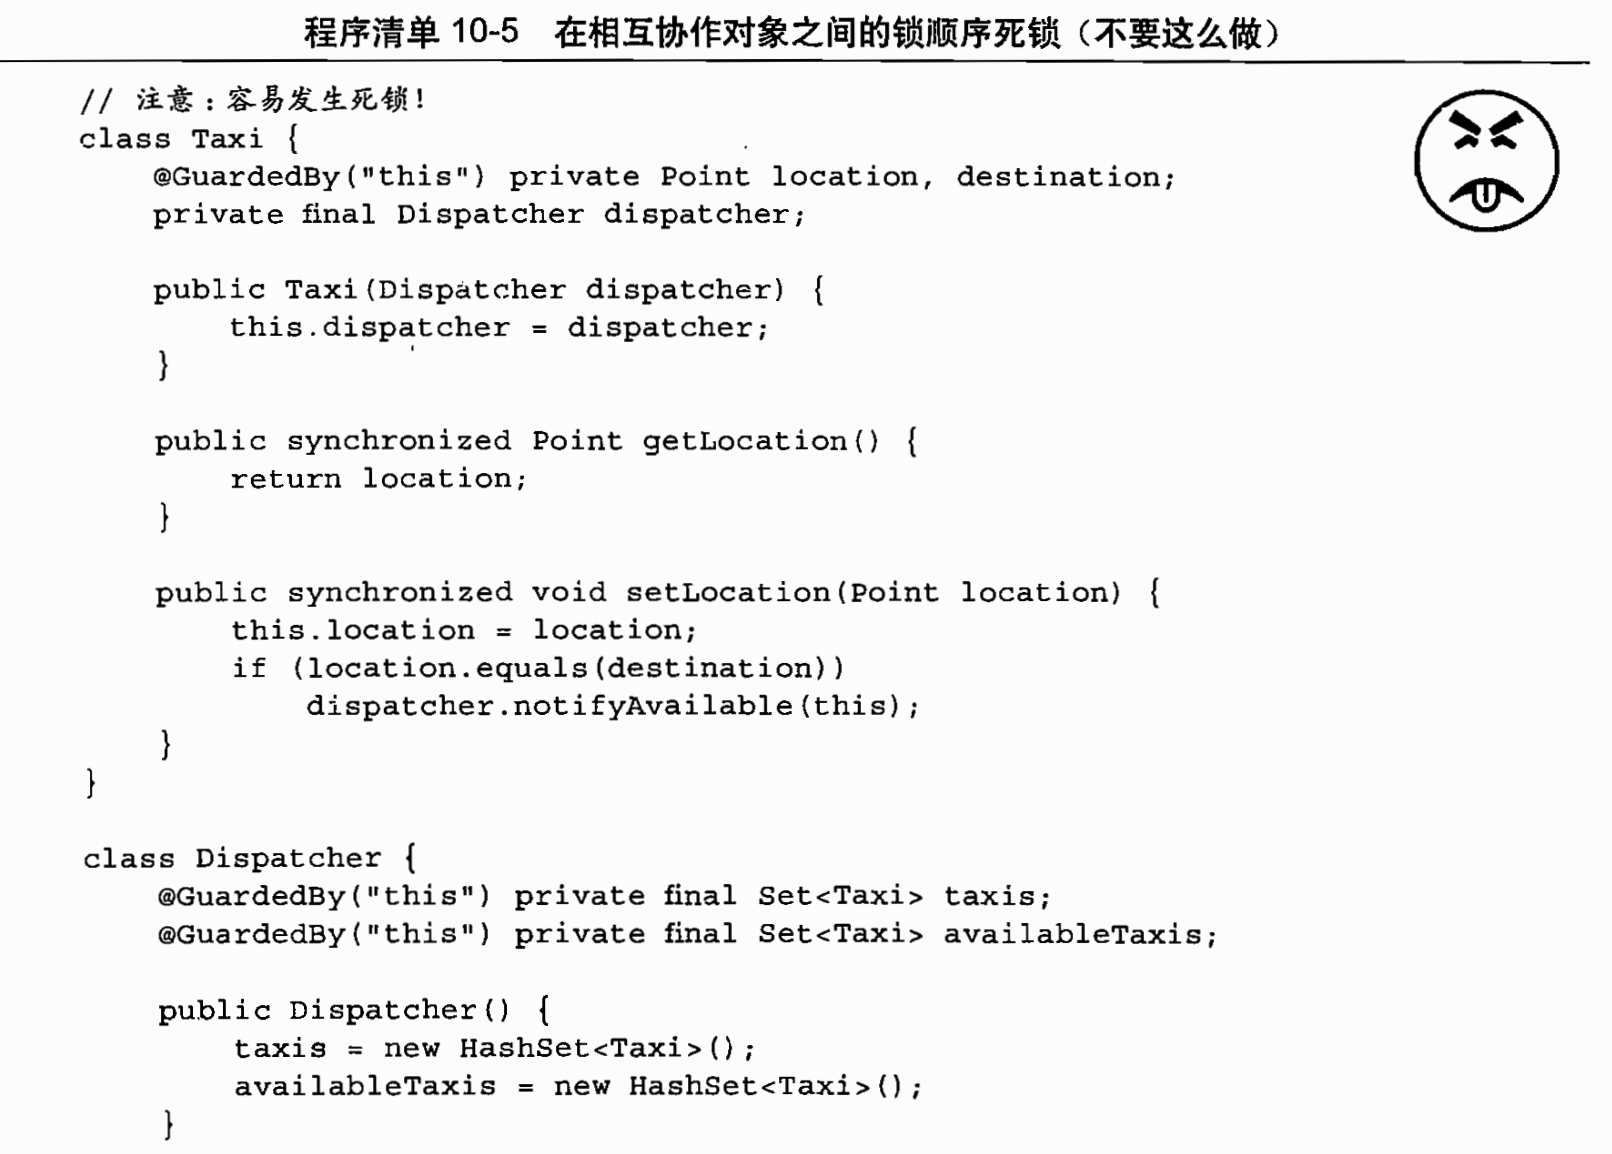 程序清单 10-5 在相互协作对象之间的锁顺序死锁（不要这么做）
// 注意：容易发生死锁！
class Taxi {
    @GuardedBy("this") private Point location, destination;
    private final Dispatcher dispatcher;

    public Taxi(Dispatcher dispatcher) {
        this.dispatcher = dispatcher;
    }

    public synchronized Point getLocation() {
        return location;
    }

    public synchronized void setLocation(Point location) {
        this.location = location;
        if (location.equals(destination))
            dispatcher.notifyAvailable(this);
    }
}

class Dispatcher {
    @GuardedBy("this") private final Set<Taxi> taxis;
    @GuardedBy("this") private final Set<Taxi> availableTaxis;

    public Dispatcher() {
        taxis = new HashSet<Taxi>();
        availableTaxis = new HashSet<Taxi>();
    }